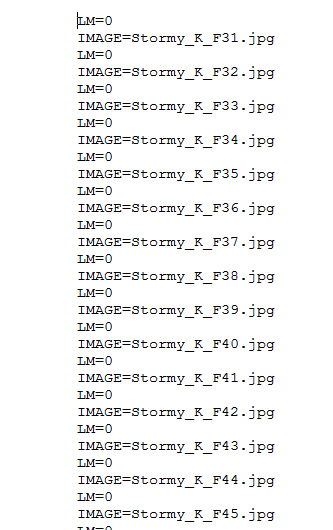 LM=0
IMAGE=Stormy_K_F31.jpg
LM=0
IMAGE=Stormy_K_F32.jpg
LM=0
IMAGE=Stormy_K_F33.jpg
LM=0
IMAGE=Stormy_K_F34.jpg
LM=0
IMAGE=Stormy_K_F35.jpg
LM=0
IMAGE=Stormy_K_F36.jpg
LM=0
IMAGE=Stormy_K_F37.jpg
LM=0
IMAGE=Stormy_K_F38.jpg
LM=0
IMAGE=Stormy_K_F39.jpg
LM=0
IMAGE=Stormy_K_F40.jpg
LM=0
IMAGE=Stormy_K_F41.jpg
LM=0
IMAGE=Stormy_K_F42.jpg
LM=0
IMAGE=Stormy_K_F43.jpg
LM=0
IMAGE=Stormy_K_F44.jpg
LM=0
IMAGE=Stormy_K_F45.jpg
LM=0